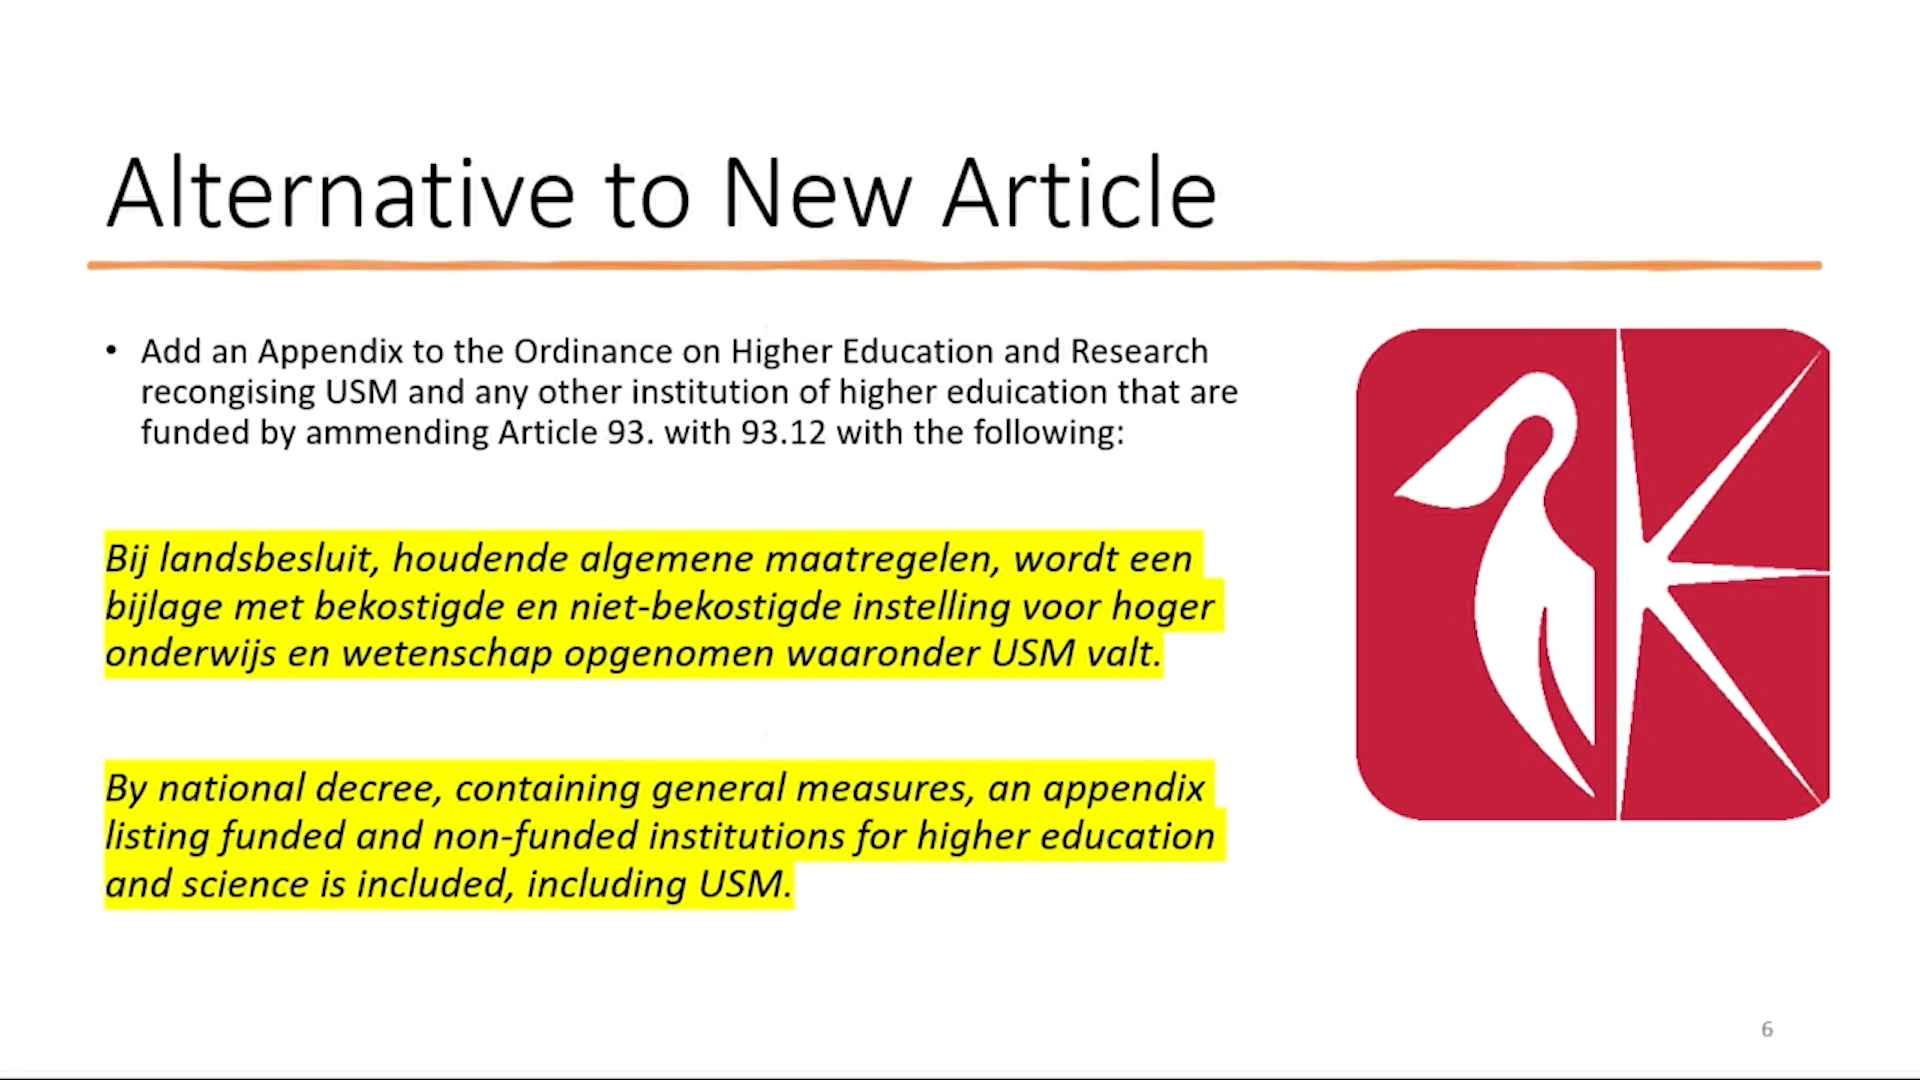 Alternative to New Article
• Add an Appendix to the Ordinance on Higher Education and Research
recongising USM and any other institution of higher eduication that are
funded by ammending Article 93. with 93.12 with the following:
Bij landsbesluit, houdende algemene maatregelen, wordt een
bijlage met bekostigde en niet-bekostigde instelling voor hoger
onderwijs en wetenschap opgenomen waaronder USM valt.
By national decree, containing general measures, an appendix
listing funded and non-funded institutions for higher education
and science is included, including USM.
6